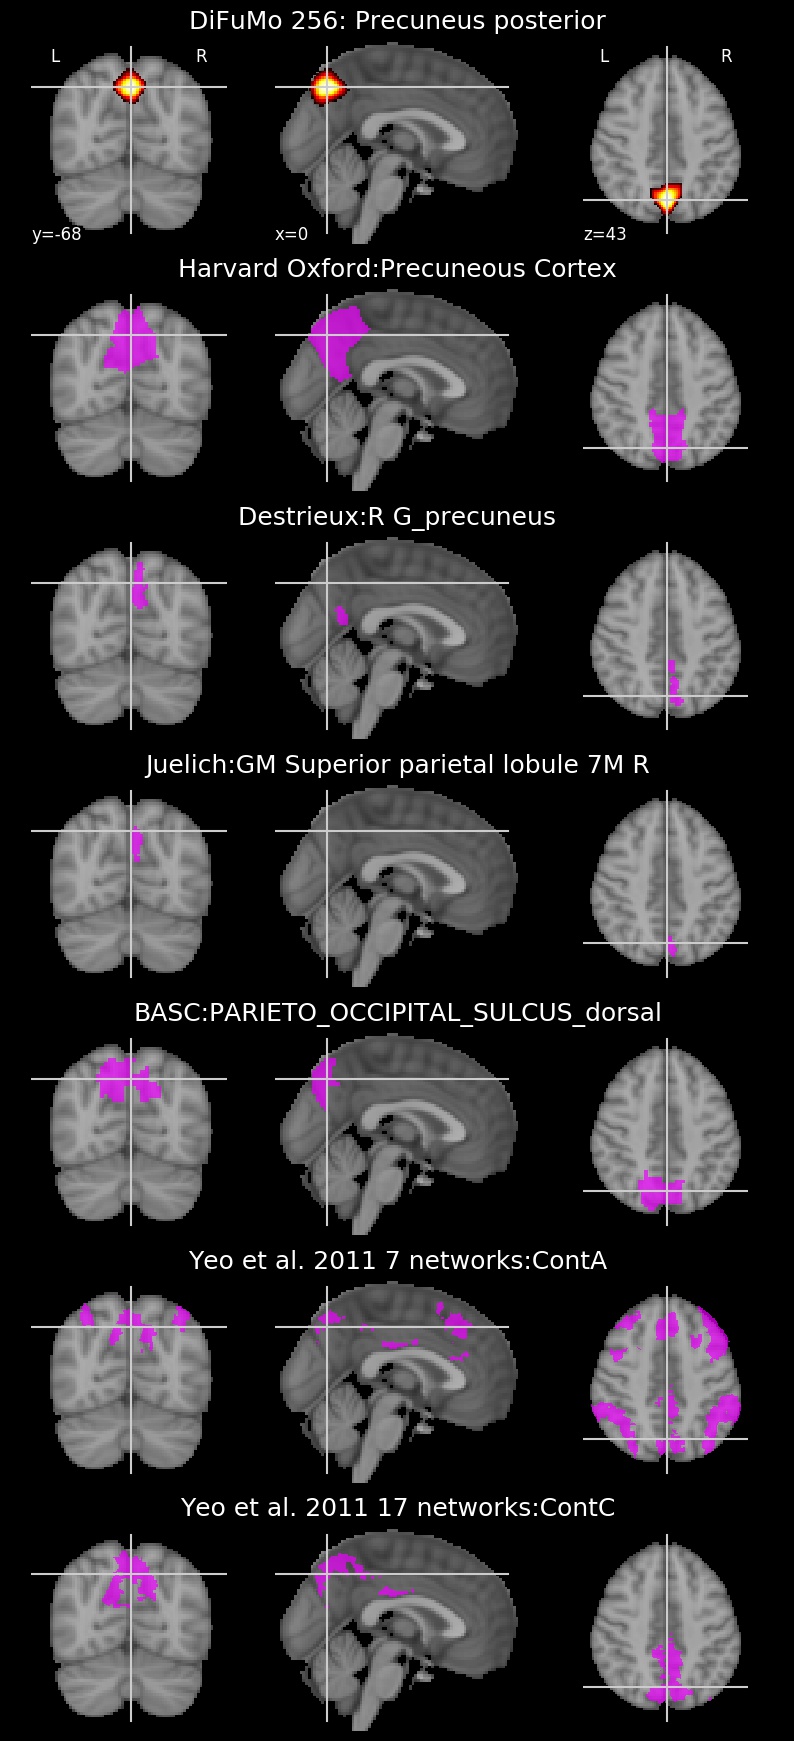 DiFuMo 256: Precuneus posterior
L R L R
y=-68 x=0 z=43
Harvard Oxford:Precuneous Cortex
Destrieux:R G_precuneus
Juelich:GM Superior parietal lobule 7M R
BASC:PARIETO_OCCIPITAL_SULCUS_dorsal
Yeo et al. 2011 7 networks:ContA
Yeo et al. 2011 17 networks:ContC